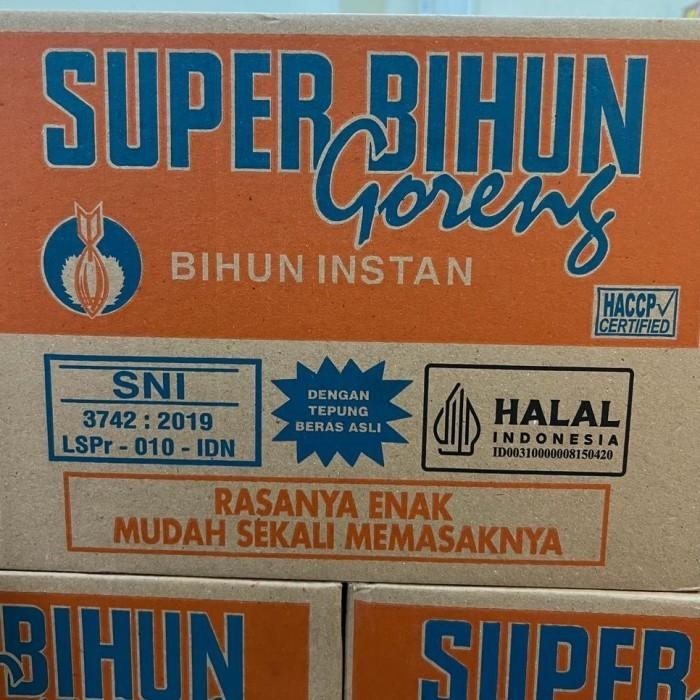 SUPER BIHUN
Goreng
BIHUN INSTAN
HACCP
CERTIFIED
SNI
3742 : 2019
LSPr - 010 - IDN
DENGAN
TEPUNG
BERAS ASLI
HALAL
INDONESIA
ID00310000008150420
RASANYA ENAK
MUDAH SEKALI MEMASAKNYA
BIHUN
SUPER